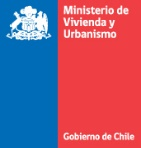 Ministerio de
Vivienda y
Urbanismo
Gobierno de Chile